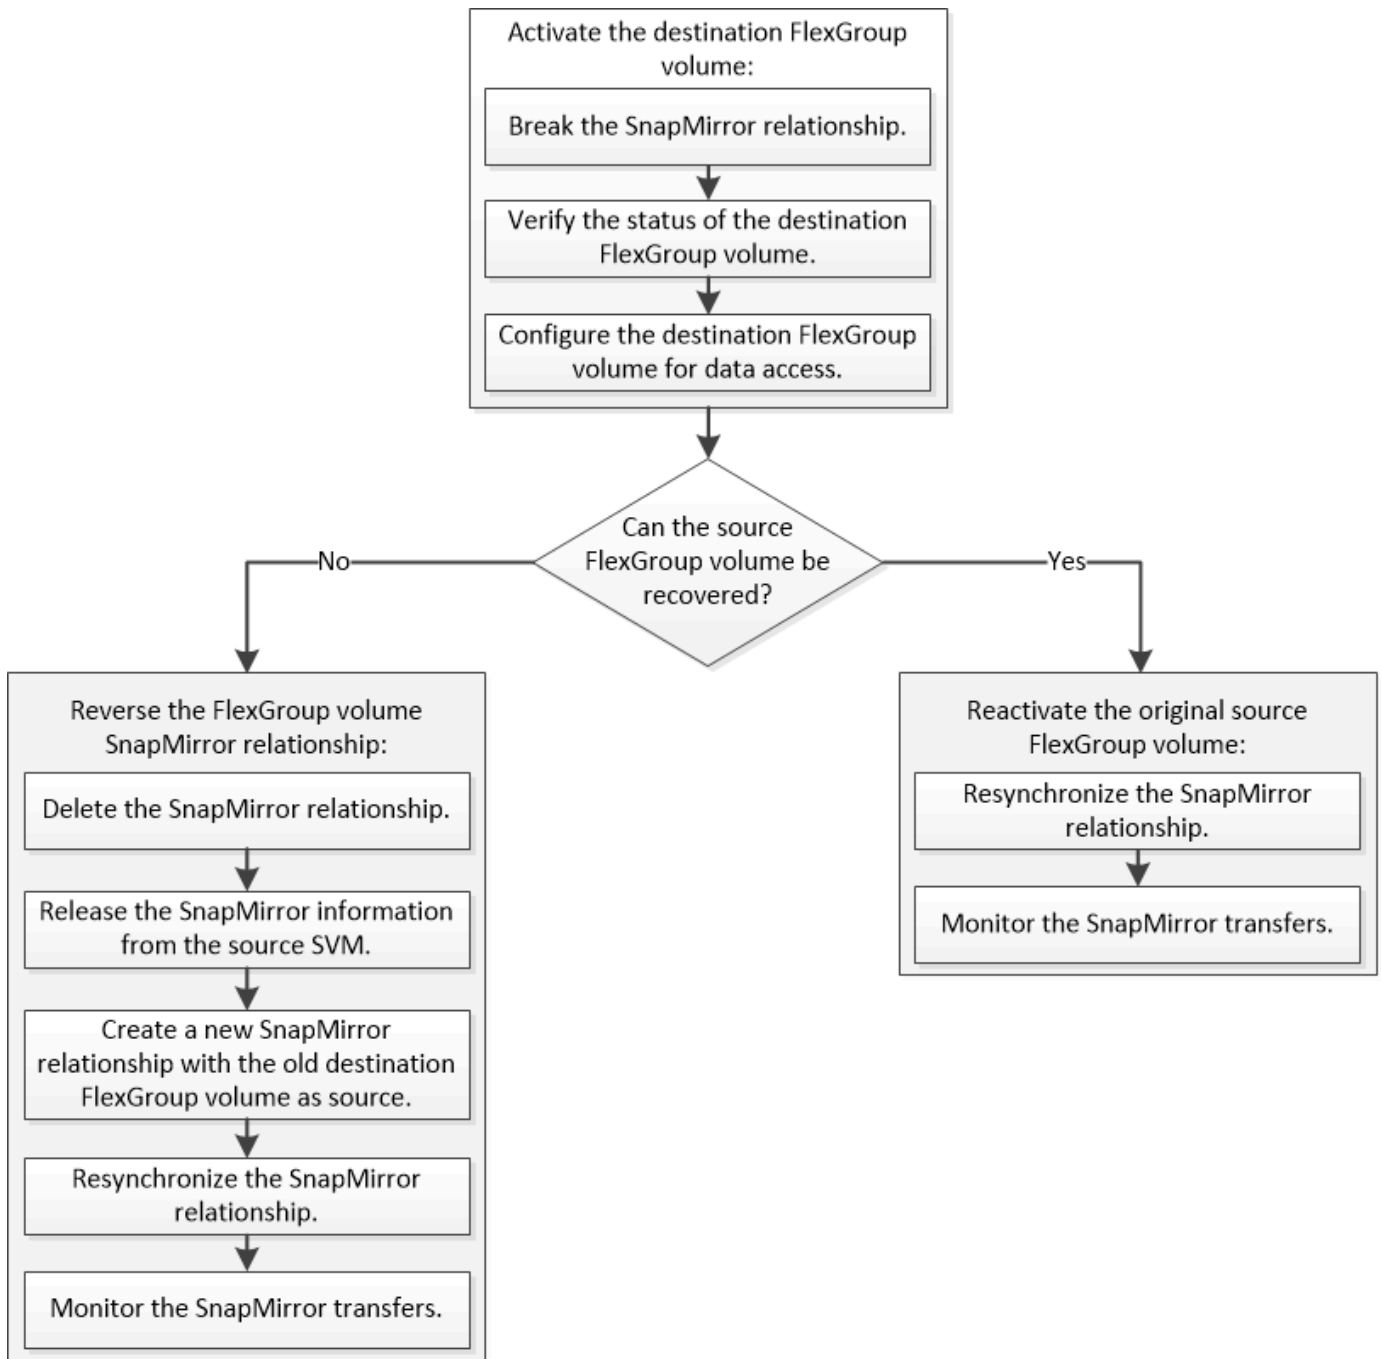 Activate the destination FlexGroup
volume:
Break the SnapMirror relationship.
Verify the status of the destination
FlexGroup volume.
Configure the destination FlexGroup
volume for data access.
Can the source
FlexGroup volume be
recovered?
No
Yes
Reverse the FlexGroup volume
SnapMirror relationship:
Delete the SnapMirror relationship.
Release the SnapMirror information
from the source SVM.
Create a new SnapMirror
relationship with the old destination
FlexGroup volume as source.
Resynchronize the SnapMirror
relationship.
Monitor the SnapMirror transfers.
Reactivate the original source
FlexGroup volume:
Resynchronize the SnapMirror
relationship.
Monitor the SnapMirror transfers.